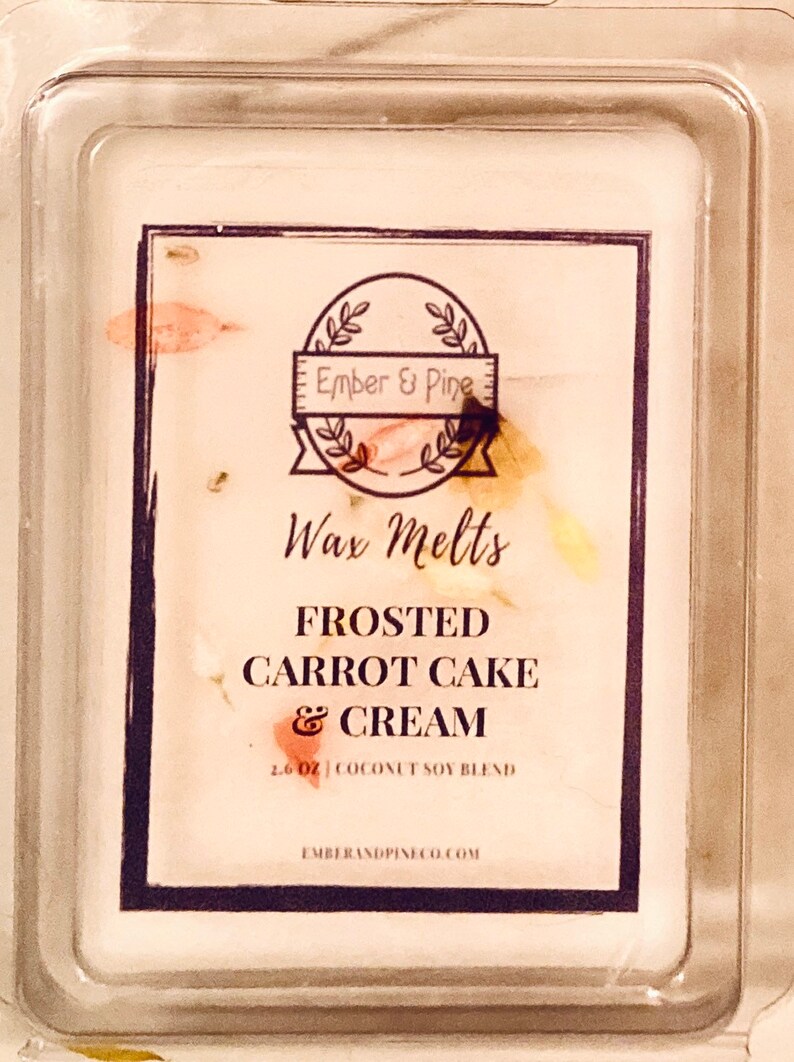 Ember & Pine
Wax Melts
FROSTED
CARROT CAKE
& CREAM
2.6 OZ | COCONUT SOY BLEND
EMBERANDPINECO.COM